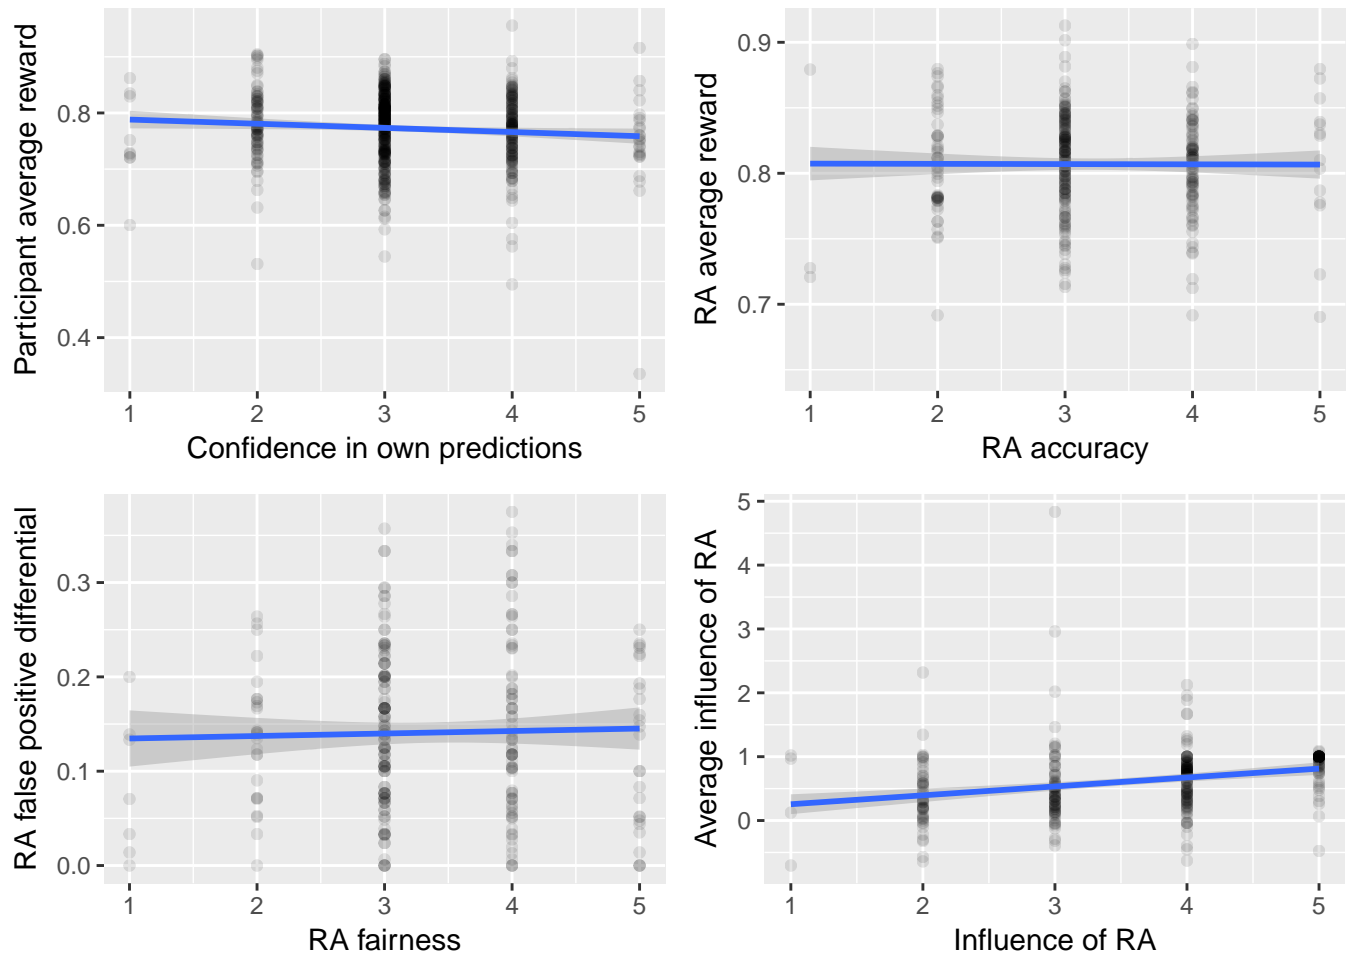 Participant average reward
0.8
0.6
0.4
1 2 3 4 5
Confidence in own predictions
RA average reward
0.9
0.8
0.7
1 2 3 4 5
RA accuracy
RA false positive differential
0.3
0.2
0.1
0.0
1 2 3 4 5
RA fairness
Average influence of RA
5
4
3
2
1
0
1 2 3 4 5
Influence of RA